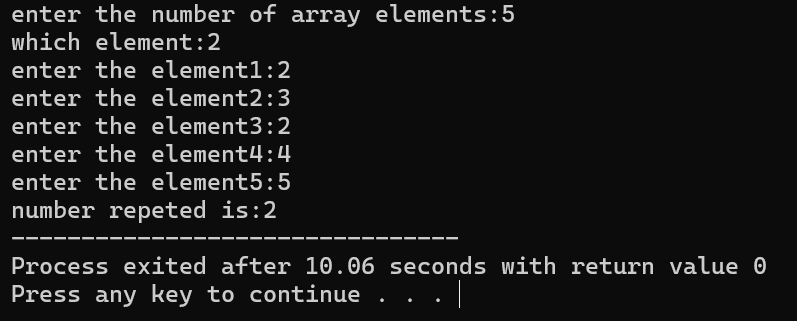 enter the number of array elements:5
which element:2
enter the element1:2
enter the element2:3
enter the element3:2
enter the element4:4
enter the element5:5
number repeted is:2
--------------------------------
Process exited after 10.06 seconds with return value 0
Press any key to continue . . .